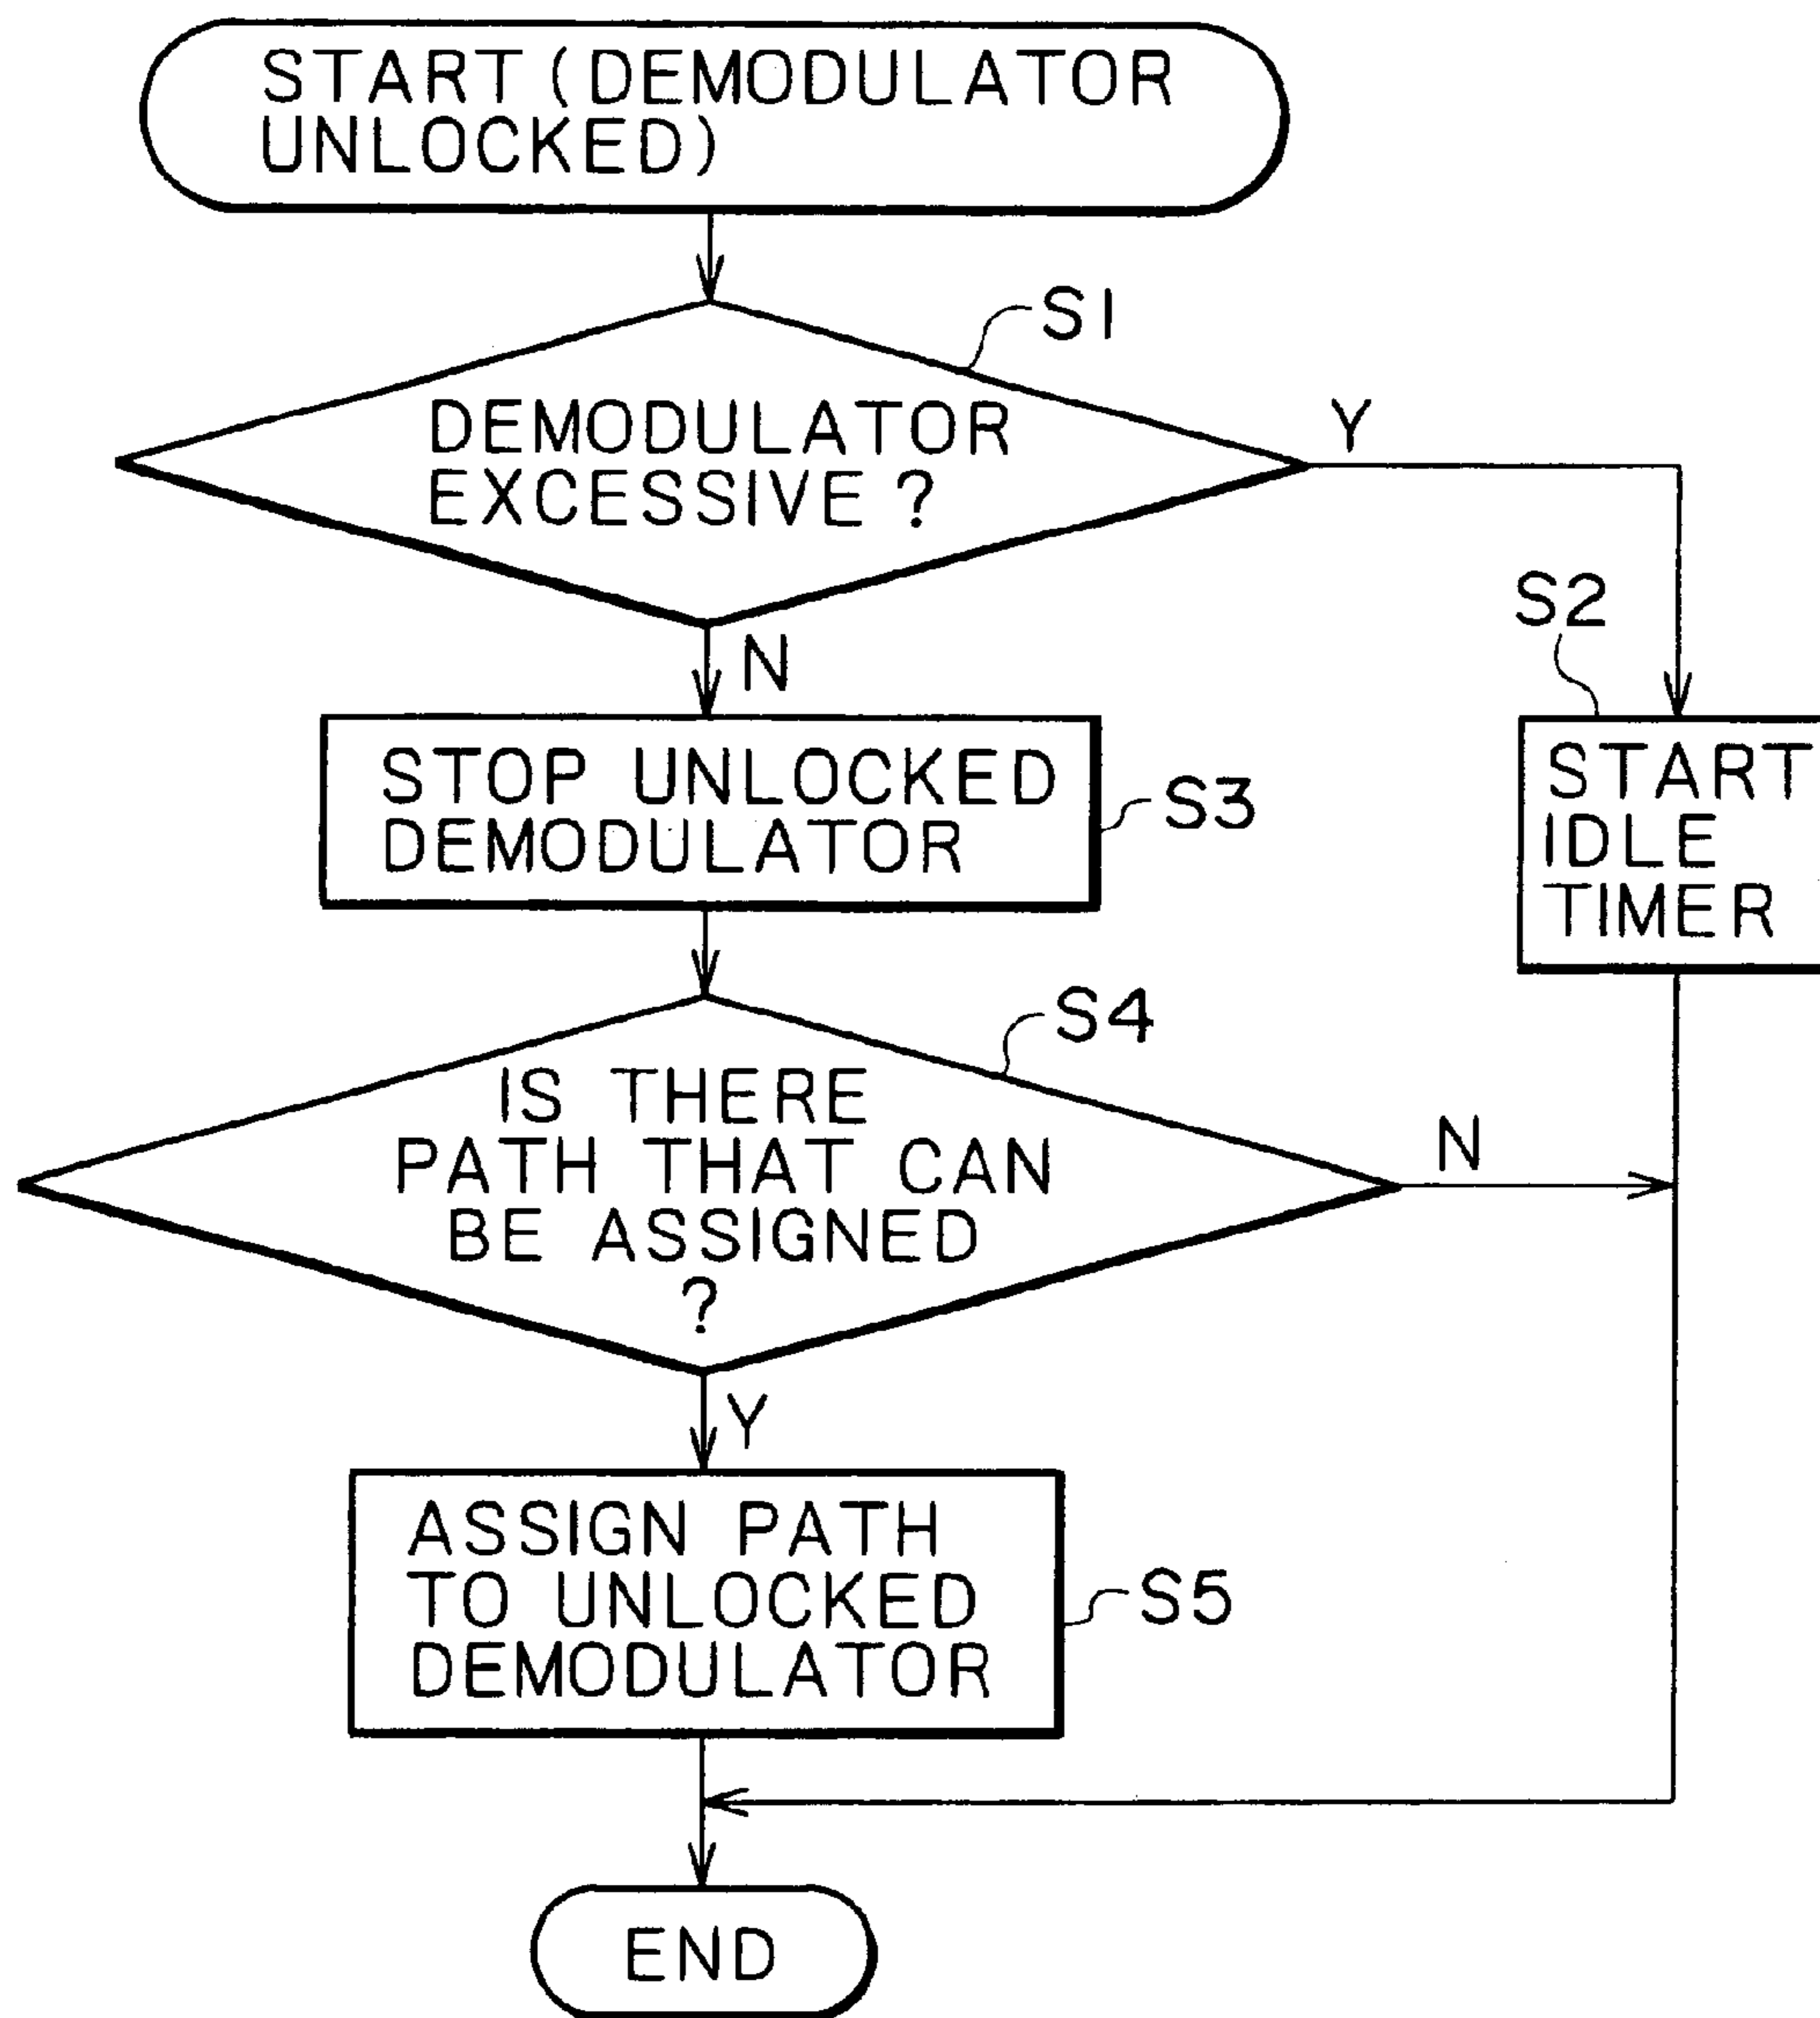 START (DEMODULATOR
UNLOCKED)
S1
DEMODULATOR
EXCESSIVE ?
Y
N
S2
START
IDLE
TIMER
STOP UNLOCKED
DEMODULATOR
S3
S4
IS THERE
PATH THAT CAN
BE ASSIGNED
?
N
Y
ASSIGN PATH
TO UNLOCKED
DEMODULATOR
S5
END